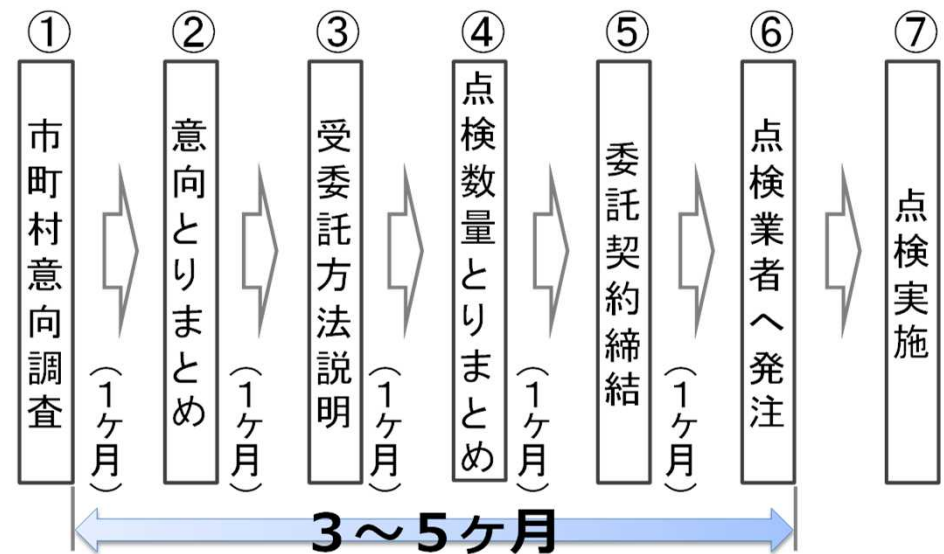 ①
市町村意向調査
(1ヶ月)
②
意向とりまとめ
(1ヶ月)
③
受委託方法説明
(1ヶ月)
④
点検数量とりまとめ
(1ヶ月)
⑤
委託契約締結
(1ヶ月)
⑥
点検業者へ発注
⑦
点検実施
3～5ヶ月